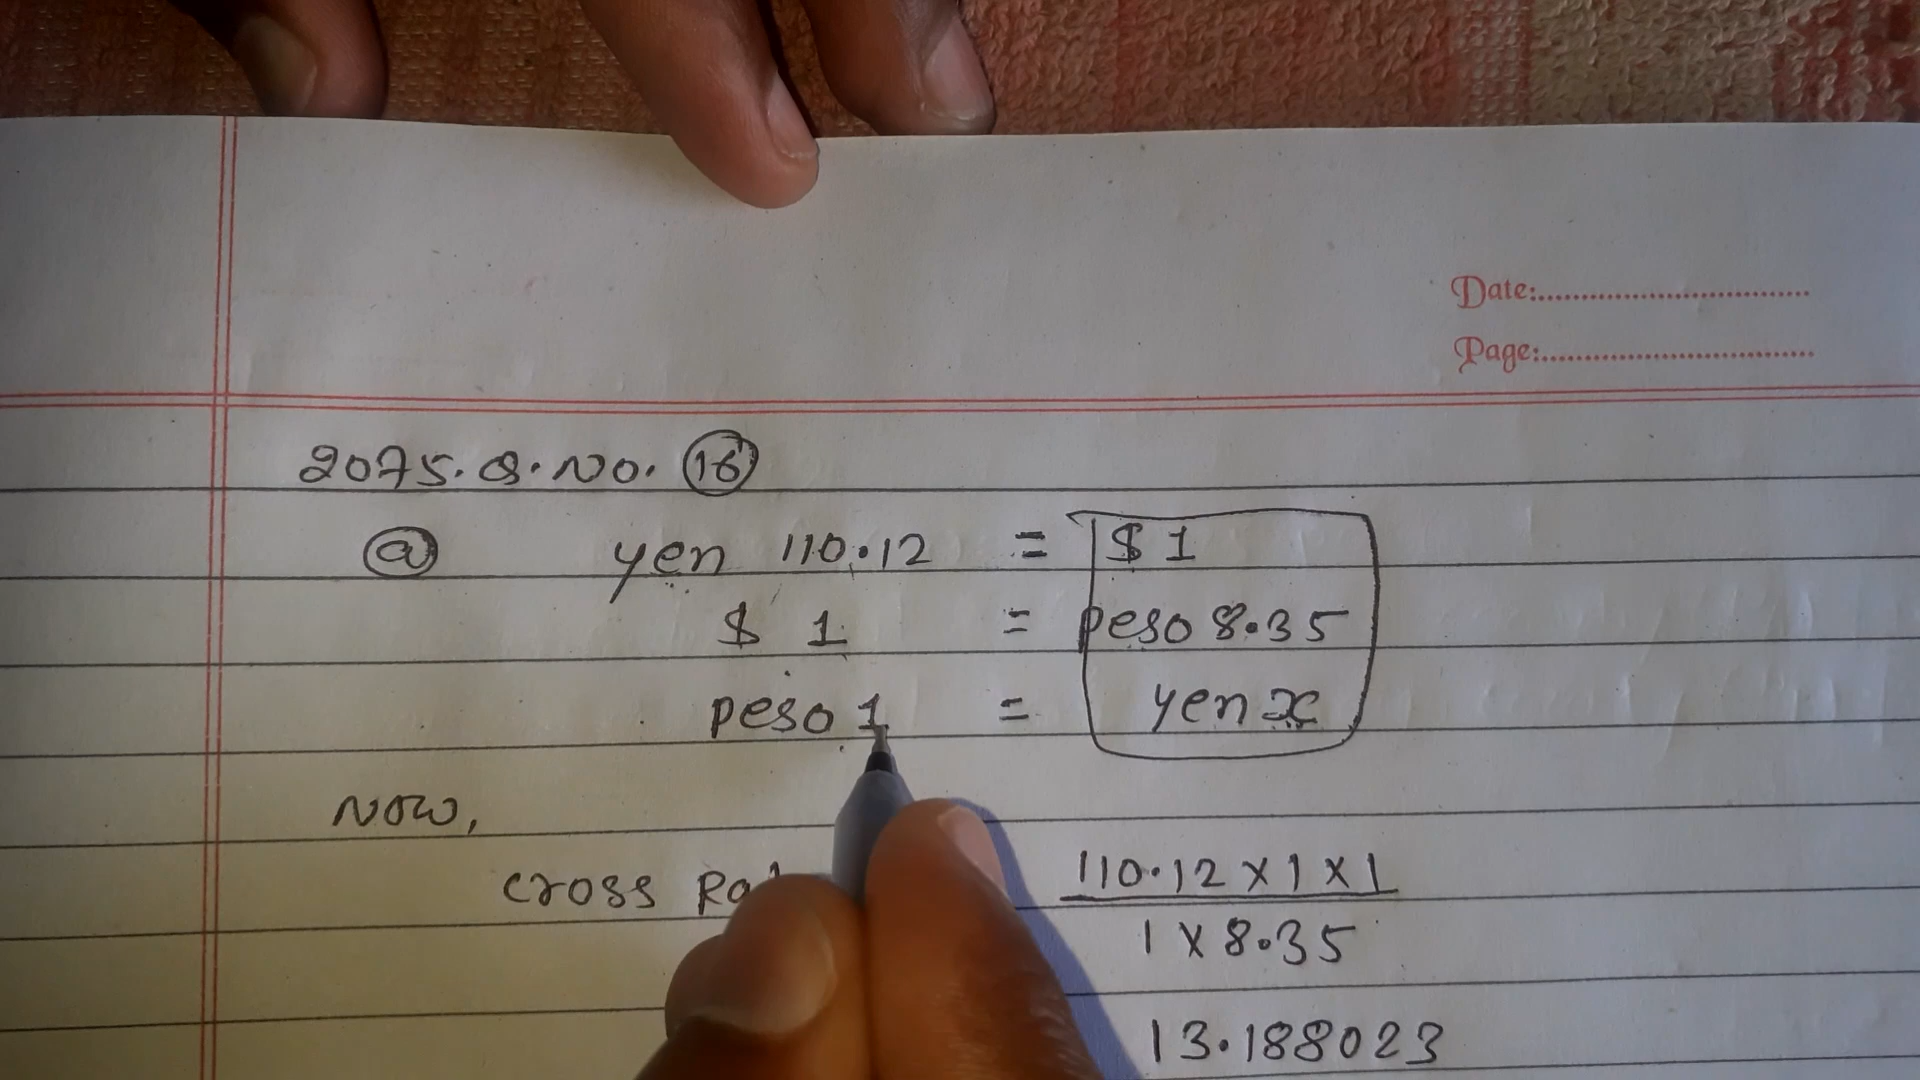 Date:
Page:
2075. Q. No. 16
a yen 110.12 = $ 1
$ 1 = peso 8.35
peso 1 = yen x
Now,
cross 110.12 x 1 x 1
1 x 8.35
13.188023